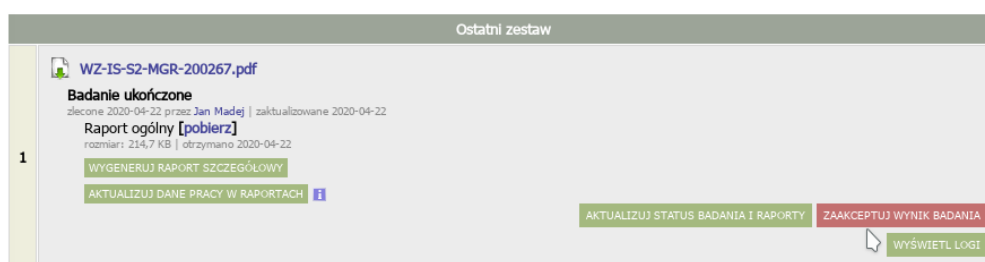 Ostatni zestaw
WZ-IS-S2-MGR-200267.pdf
Badanie ukończone
zlecone 2020-04-22 przez Jan Madej | zaktualizowane 2020-04-22
Raport ogólny [pobierz]
rozmiar: 214,7 KB | otrzymano 2020-04-22
1
WYGENERUJ RAPORT SZCZEGÓŁOWY
AKTUALIZUJ DANE PRACY W RAPORTACH i
AKTUALIZUJ STATUS BADANIA I RAPORTY ZAAKCEPTUJ WYNIK BADANIA
WYŚWIETL LOGI